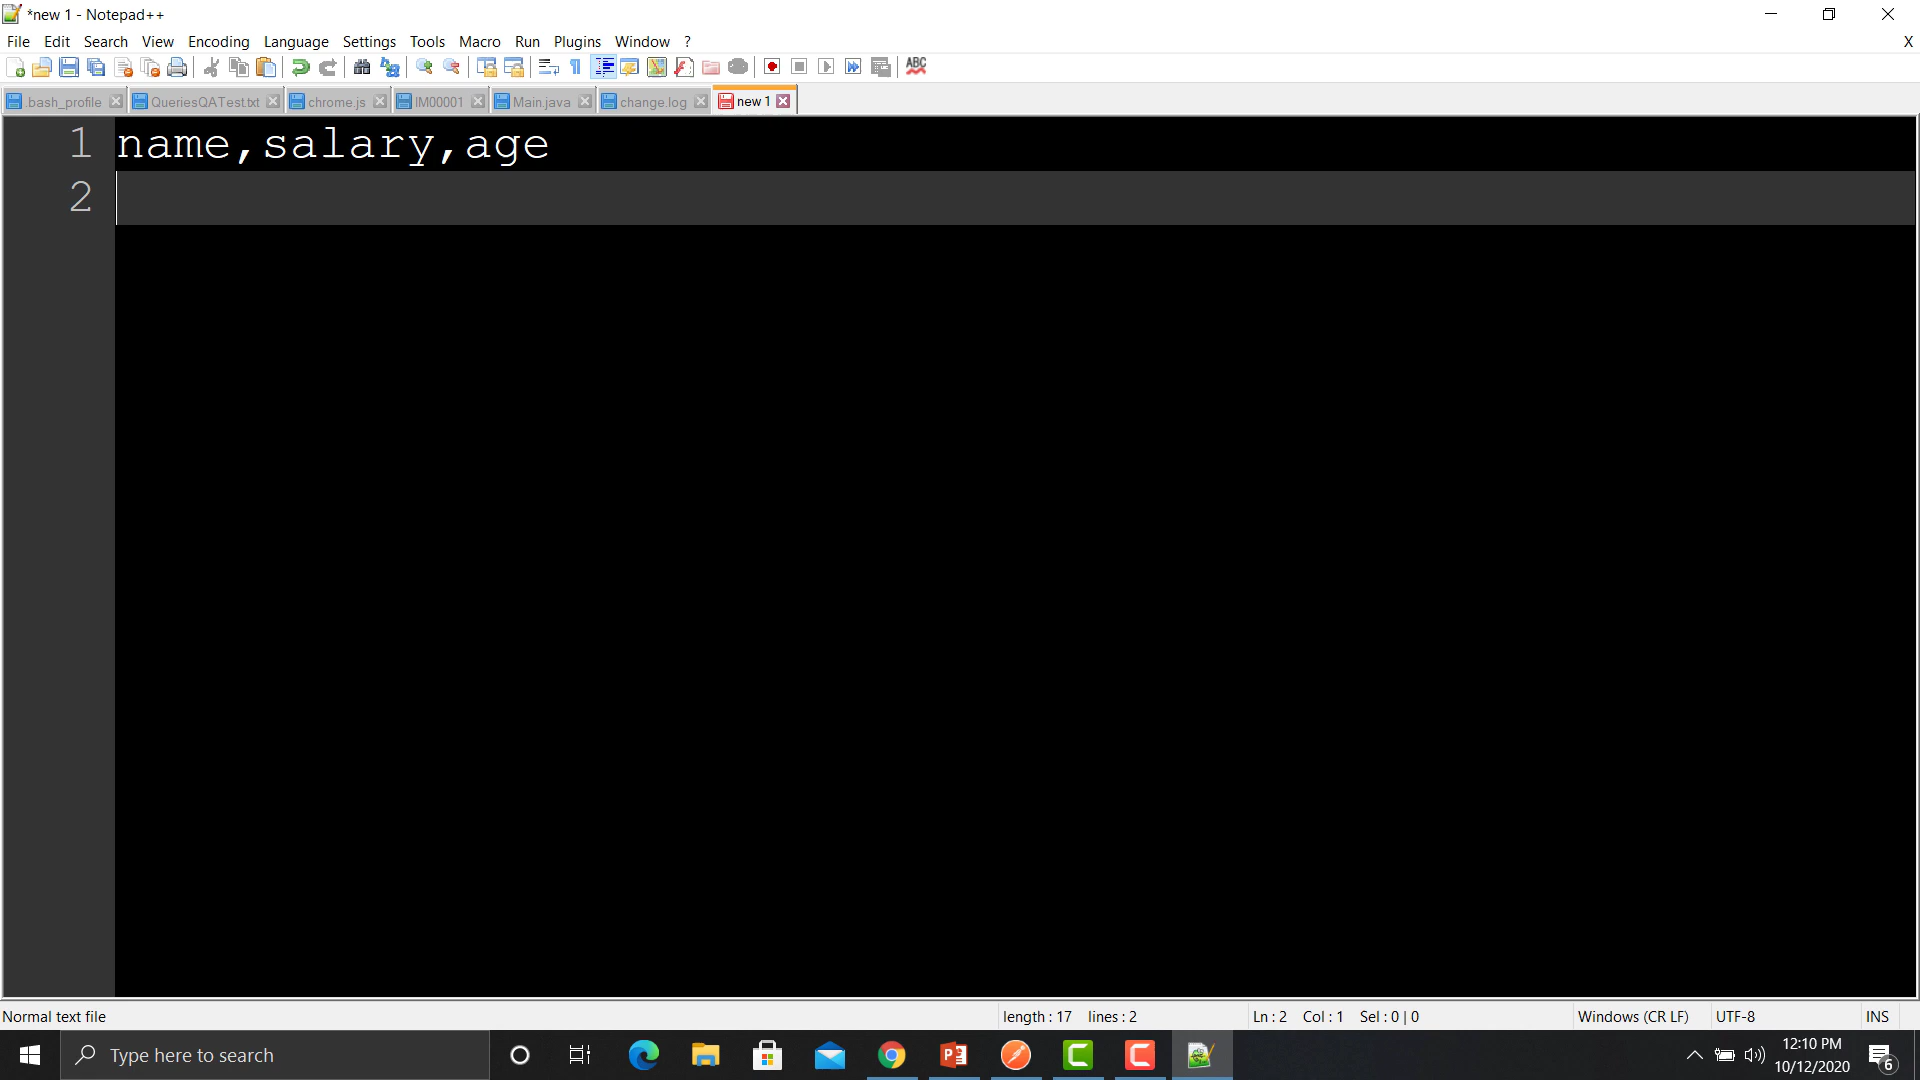 *new 1 - Notepad++
File Edit Search View Encoding Language Settings Tools Macro Run Plugins Window ?
X
ABC
.bash_profile QueriesQATest.txt chrome.js IM00001 Main.java change.log new 1
1 name,salary,age
2
Normal text file length : 17 lines : 2 Ln : 2 Col : 1 Sel : 0 | 0 Windows (CR LF) UTF-8 INS
Type here to search
12:10 PM
10/12/2020
6